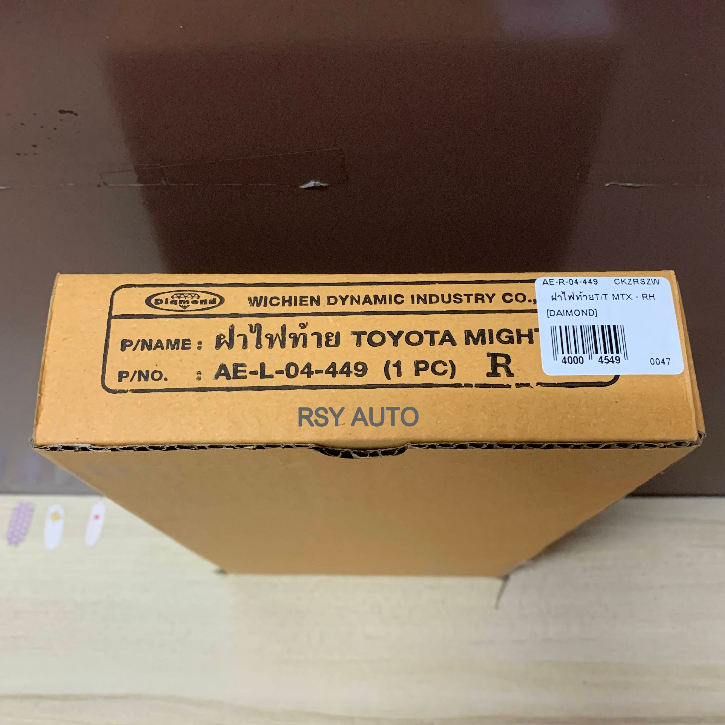 Diamond
WICHIEN DYNAMIC INDUSTRY CO.,
P/NAME : ฝาไฟท้าย TOYOTA MIGHT
P/NO. : AE-L-04-449 (1 PC) R
AE-R-04-449 CKZRSZW
ฝาไฟท้ายT/T MTX - RH
[DAIMOND]
4000 4549
0047
RSY AUTO